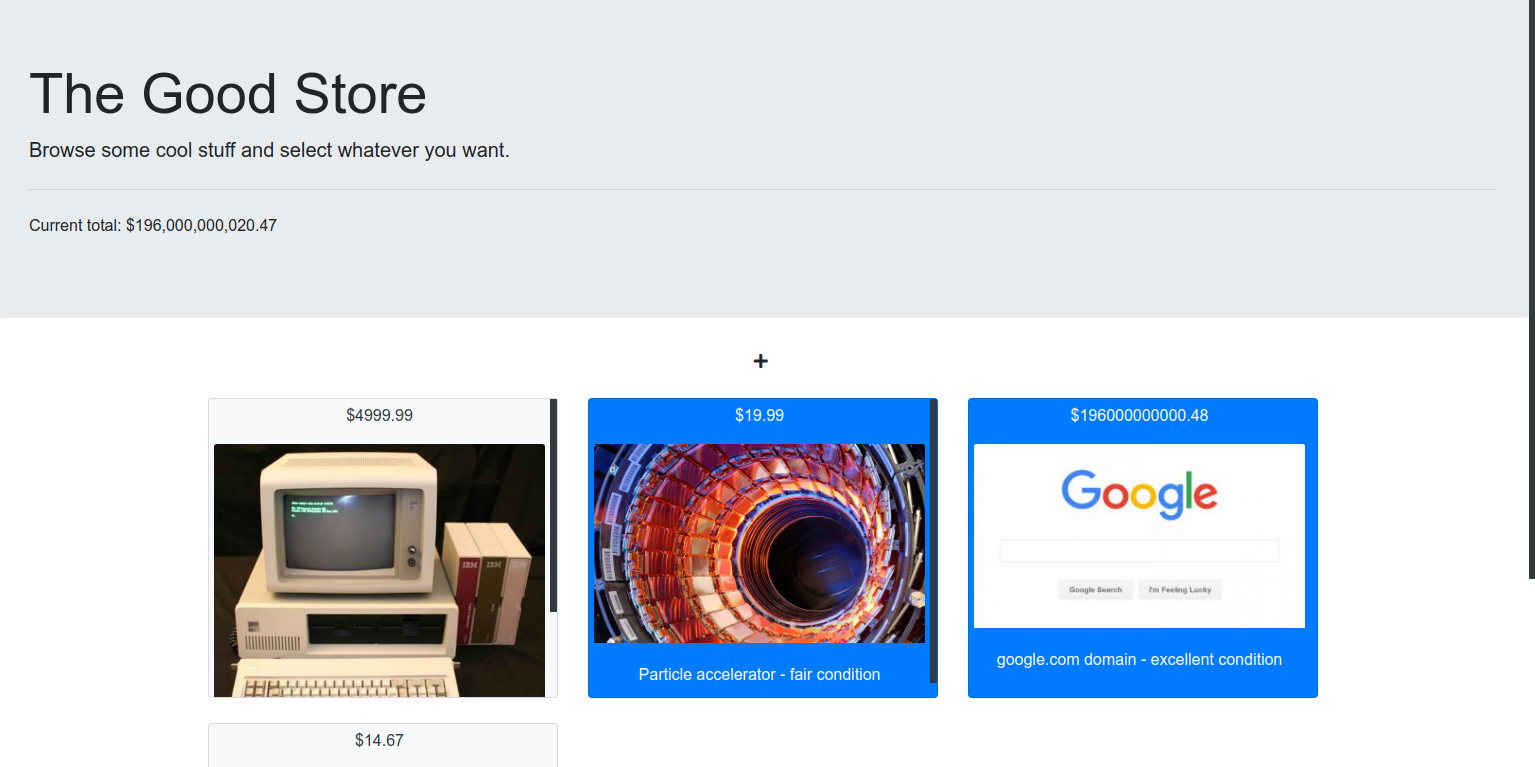 The Good Store
Browse some cool stuff and select whatever you want.
Current total: $196,000,000,020.47
+
$4999.99
$19.99
$196000000000.48
IBM
IBM
IBM
Google
Google Search
I'm Feeling Lucky
Particle accelerator - fair condition
google.com domain - excellent condition
$14.67